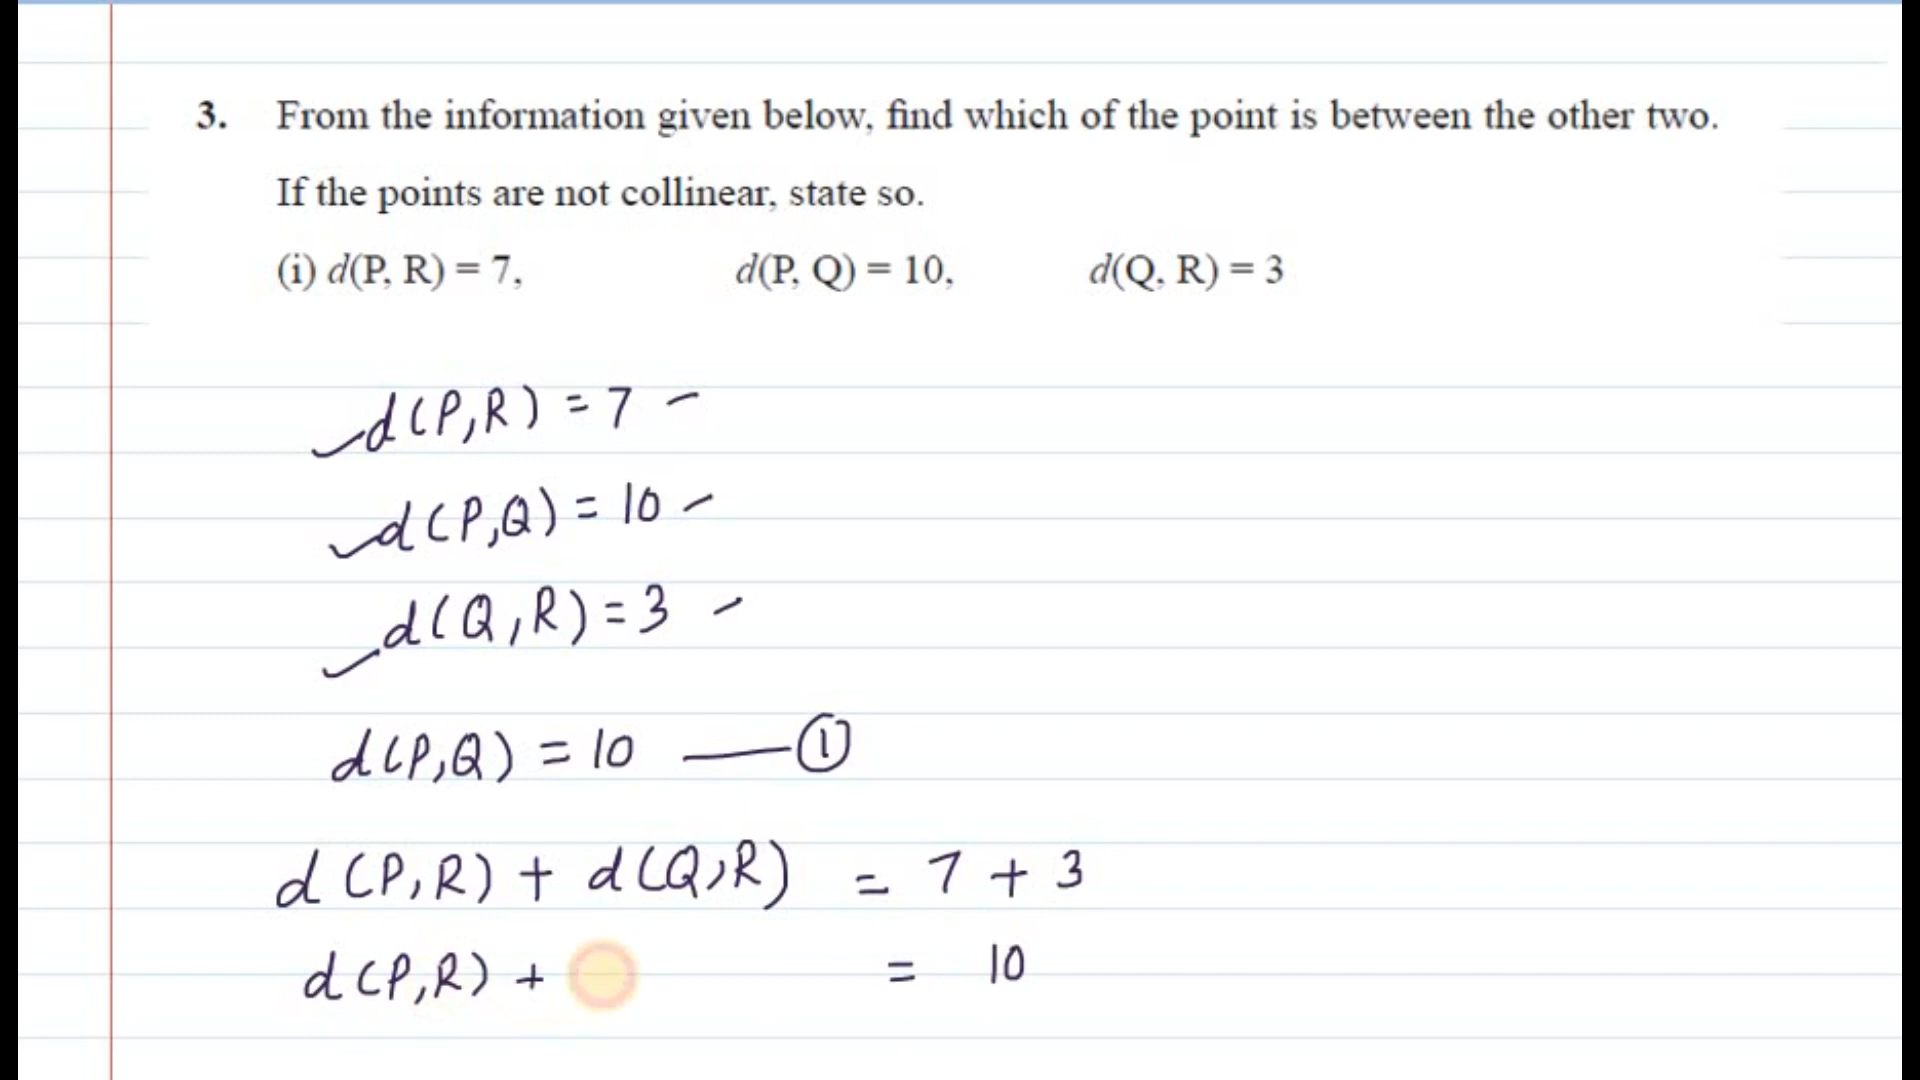 3. From the information given below, find which of the point is between the other two.
If the points are not collinear, state so.
(i) d(P, R) = 7, d(P, Q) = 10, d(Q, R) = 3
d(P,R) = 7
d(P,Q) = 10
d(Q,R) = 3
d(P,Q) = 10 —— ①
d(P,R) + d(Q,R) = 7 + 3
d(P,R) + = 10